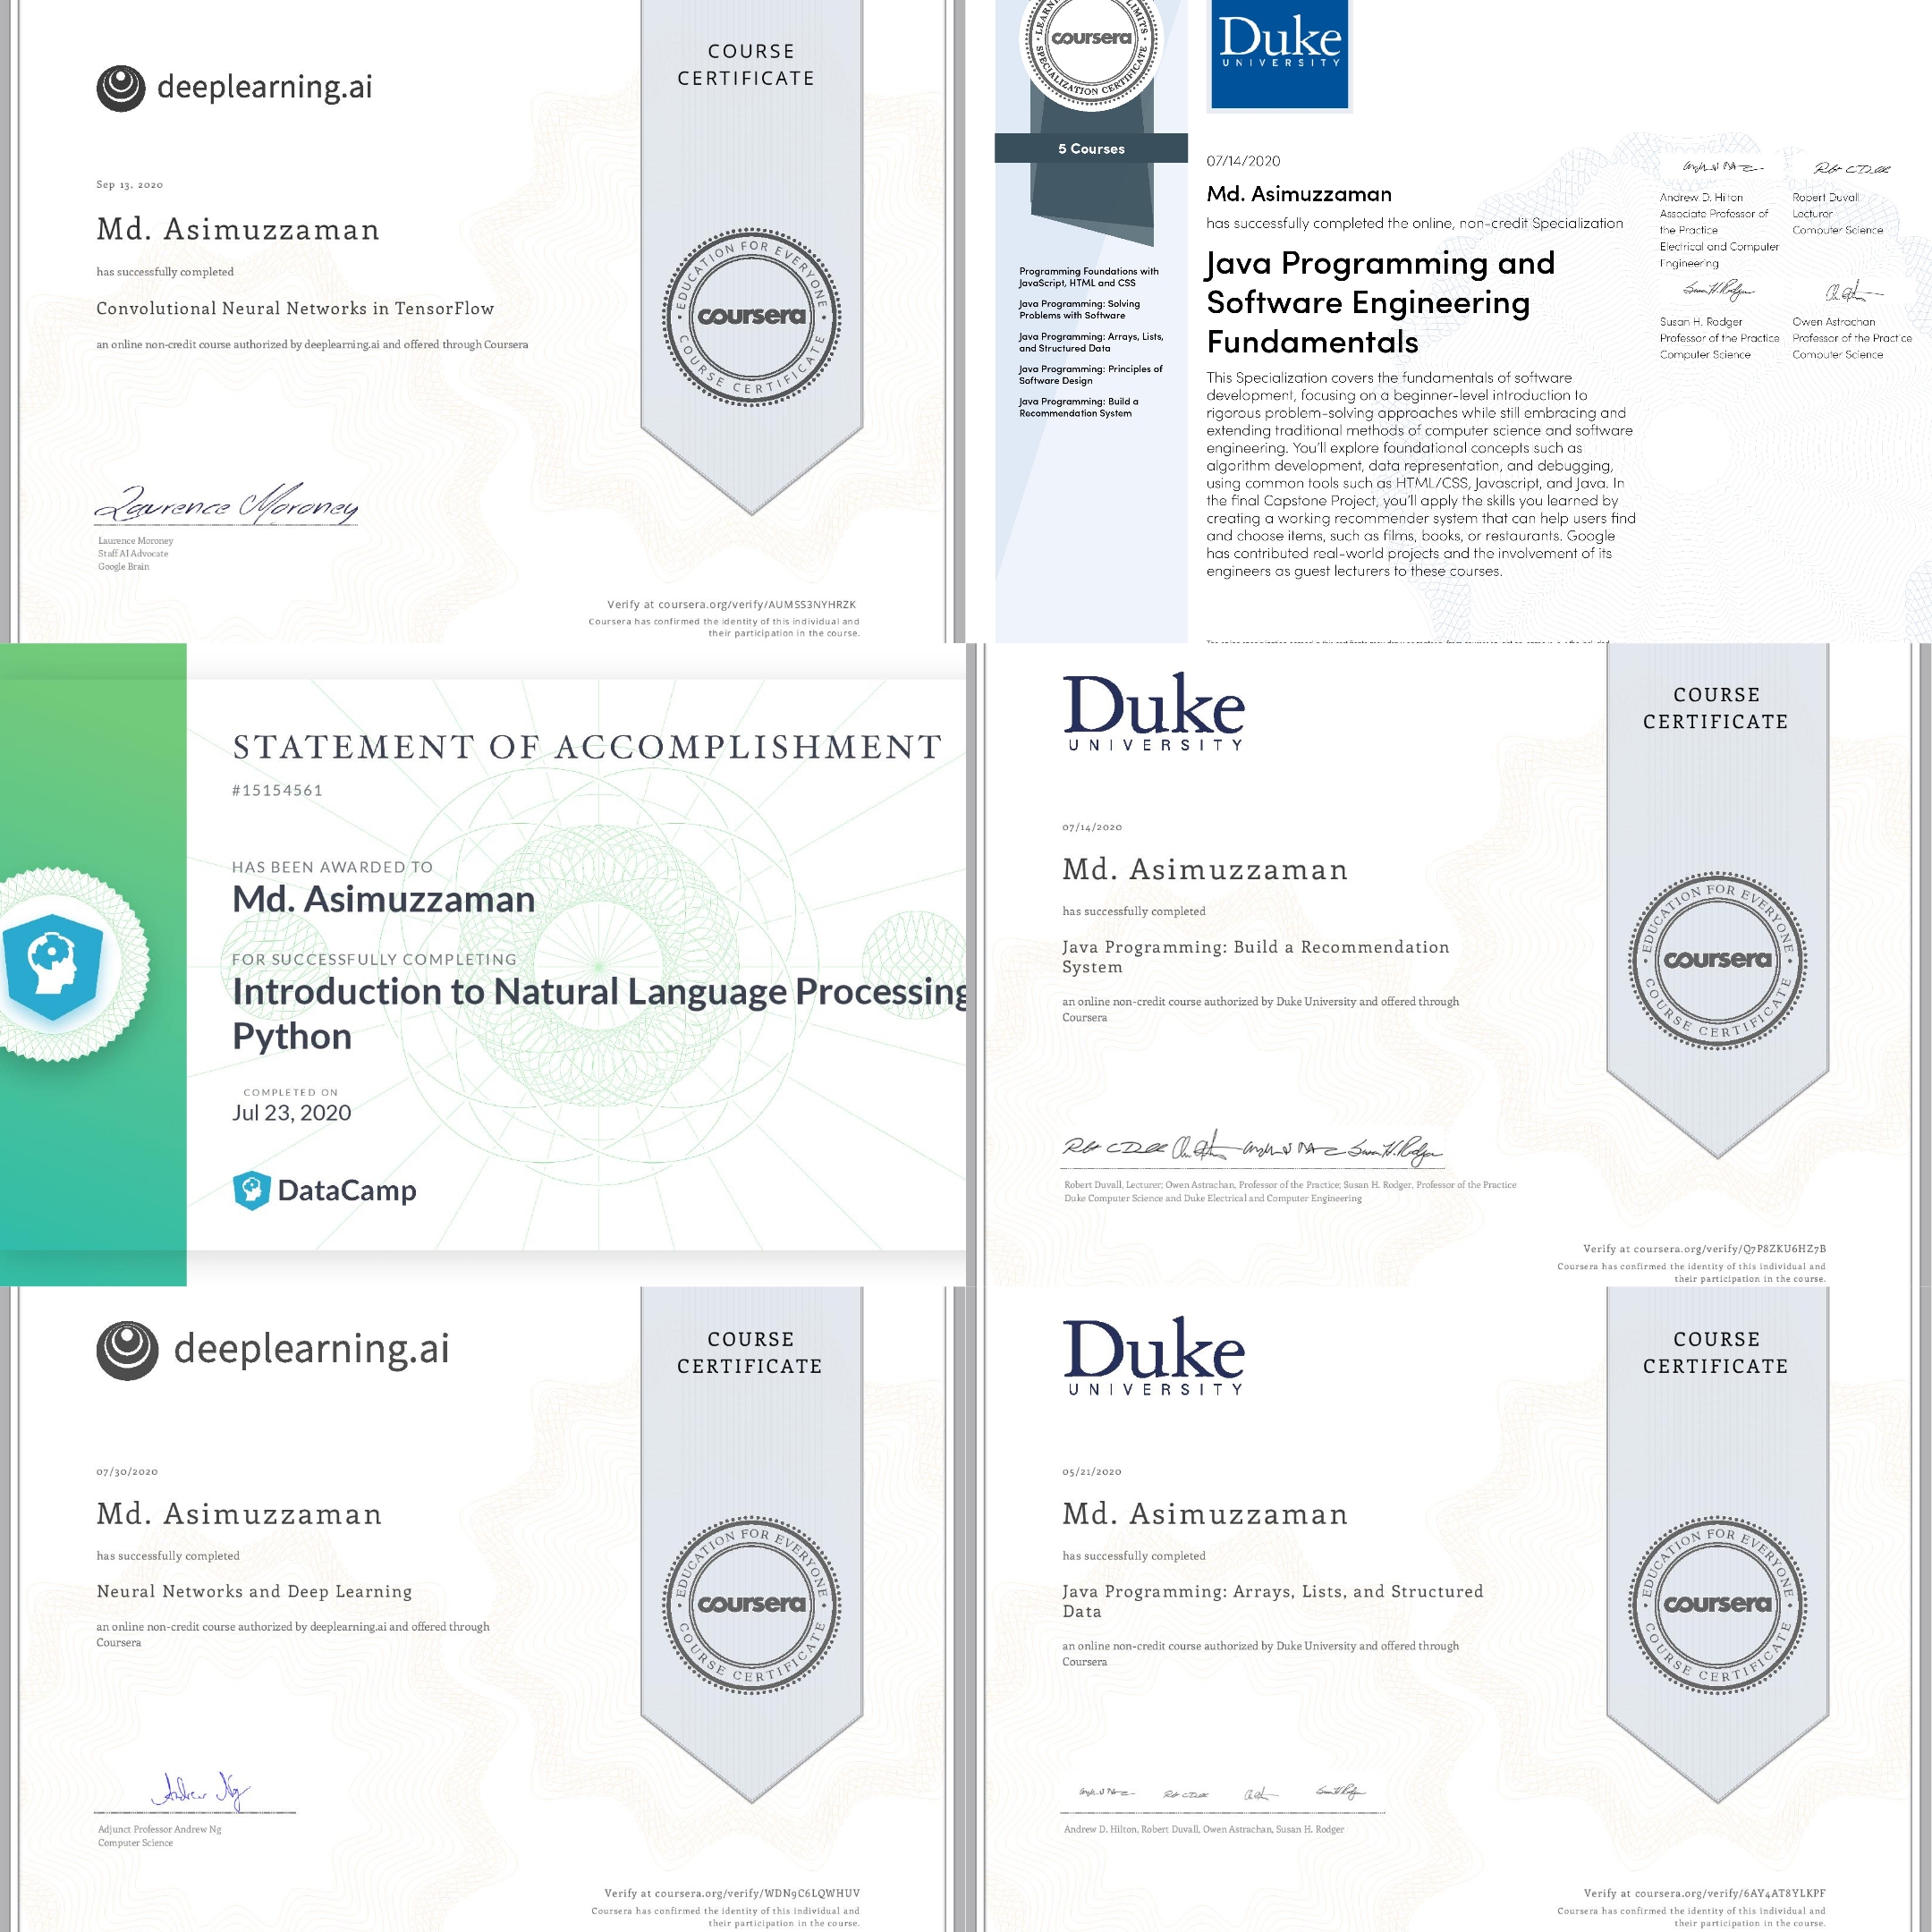 deeplearning.ai
COURSE
CERTIFICATE
Sep 13, 2020
Md. Asimuzzaman
has successfully completed
Convolutional Neural Networks in TensorFlow
an online non-credit course authorized by deeplearning.ai and offered through Coursera
EDUCATION FOR EVERYONE
coursera
COURSE CERTIFICATE
Laurence Moroney
Laurence Moroney
Staff AI Advocate
Google Brain
Verify at coursera.org/verify/AUMSS3NYHRZK
Coursera has confirmed the identity of this individual and
their participation in the course.
coursera
SPECIALIZATION CERTIFICATE
5 Courses
Programming Foundations with
JavaScript, HTML and CSS
Java Programming: Solving
Problems with Software
Java Programming: Arrays, Lists,
and Structured Data
Java Programming: Principles of
Software Design
Java Programming: Build a
Recommendation System
Duke
UNIVERSITY
07/14/2020
Md. Asimuzzaman
has successfully completed the online, non-credit Specialization
Java Programming and
Software Engineering
Fundamentals
This Specialization covers the fundamentals of software
development, focusing on a beginner-level introduction to
rigorous problem-solving approaches while still embracing and
extending traditional methods of computer science and software
engineering. You'll explore foundational concepts such as
algorithm development, data representation, and debugging,
using common tools such as HTML/CSS, Javascript, and Java. In
the final Capstone Project, you'll apply the skills you learned by
creating a working recommender system that can help users find
and choose items, such as films, books, or restaurants. Google
has contributed real-world projects and the involvement of its
engineers as guest lecturers to these courses.
Andrew D. Hilton
Associate Professor of
the Practice
Electrical and Computer
Engineering
Robert Duvall
Lecturer
Computer Science
Susan H. Rodger
Professor of the Practice
Computer Science
Owen Astrachan
Professor of the Practice
Computer Science
STATEMENT OF ACCOMPLISHMENT
#15154561
HAS BEEN AWARDED TO
Md. Asimuzzaman
FOR SUCCESSFULLY COMPLETING
Introduction to Natural Language Processing
Python
COMPLETED ON
Jul 23, 2020
DataCamp
Duke
UNIVERSITY
COURSE
CERTIFICATE
07/14/2020
Md. Asimuzzaman
has successfully completed
Java Programming: Build a Recommendation
System
an online non-credit course authorized by Duke University and offered through
Coursera
EDUCATION FOR EVERYONE
coursera
COURSE CERTIFICATE
Robert Duvall, Lecturer; Owen Astrachan, Professor of the Practice; Susan H. Rodger, Professor of the Practice
Duke Computer Science and Duke Electrical and Computer Engineering
Verify at coursera.org/verify/Q7P8ZKU6HZ7B
Coursera has confirmed the identity of this individual and
their participation in the course.
deeplearning.ai
COURSE
CERTIFICATE
07/30/2020
Md. Asimuzzaman
has successfully completed
Neural Networks and Deep Learning
an online non-credit course authorized by deeplearning.ai and offered through
Coursera
EDUCATION FOR EVERYONE
coursera
COURSE CERTIFICATE
Andrew Ng
Adjunct Professor Andrew Ng
Computer Science
Verify at coursera.org/verify/WDN9C6LQWHUV
Coursera has confirmed the identity of this individual and
their participation in the course.
Duke
UNIVERSITY
COURSE
CERTIFICATE
05/21/2020
Md. Asimuzzaman
has successfully completed
Java Programming: Arrays, Lists, and Structured
Data
an online non-credit course authorized by Duke University and offered through
Coursera
EDUCATION FOR EVERYONE
coursera
COURSE CERTIFICATE
Andrew D. Hilton, Robert Duvall, Owen Astrachan, Susan H. Rodger
Verify at coursera.org/verify/6AY4AT8YLKPF
Coursera has confirmed the identity of this individual and
their participation in the course.